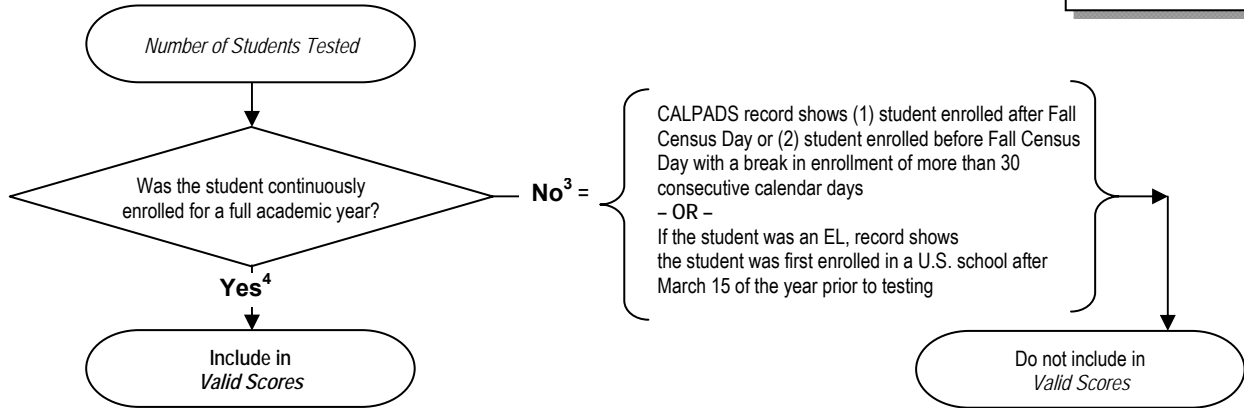 Number of Students Tested
Was the student continuously
enrolled for a full academic year?
No³ =
CALPADS record shows (1) student enrolled after Fall
Census Day or (2) student enrolled before Fall Census
Day with a break in enrollment of more than 30
consecutive calendar days
– OR –
If the student was an EL, record shows
the student was first enrolled in a U.S. school after
March 15 of the year prior to testing
Yes⁴
Include in
Valid Scores
Do not include in
Valid Scores